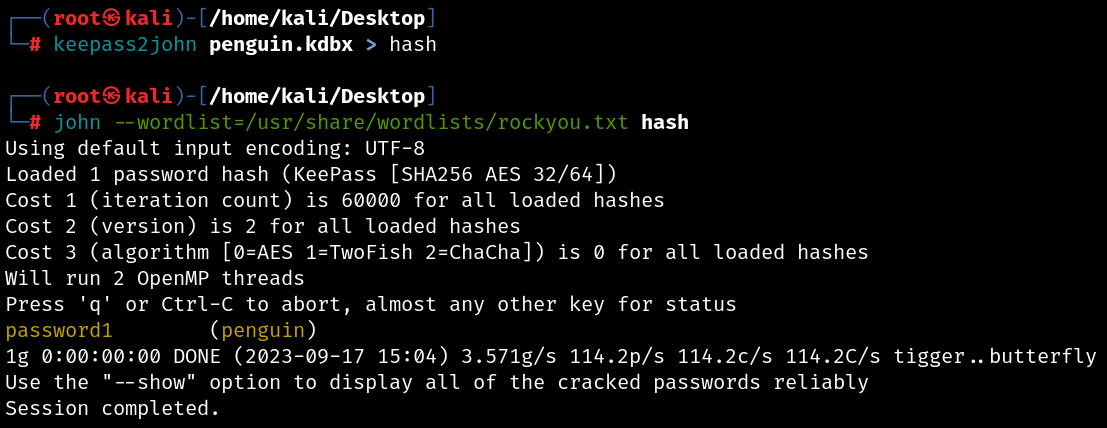 ┌──(root㉿kali)-[/home/kali/Desktop]
└─# keepass2john penguin.kdbx > hash

┌──(root㉿kali)-[/home/kali/Desktop]
└─# john --wordlist=/usr/share/wordlists/rockyou.txt hash
Using default input encoding: UTF-8
Loaded 1 password hash (KeePass [SHA256 AES 32/64])
Cost 1 (iteration count) is 60000 for all loaded hashes
Cost 2 (version) is 2 for all loaded hashes
Cost 3 (algorithm [0=AES 1=TwoFish 2=ChaCha]) is 0 for all loaded hashes
Will run 2 OpenMP threads
Press 'q' or Ctrl-C to abort, almost any other key for status
password1        (penguin)
1g 0:00:00:00 DONE (2023-09-17 15:04) 3.571g/s 114.2p/s 114.2c/s 114.2C/s tigger..butterfly
Use the "--show" option to display all of the cracked passwords reliably
Session completed.